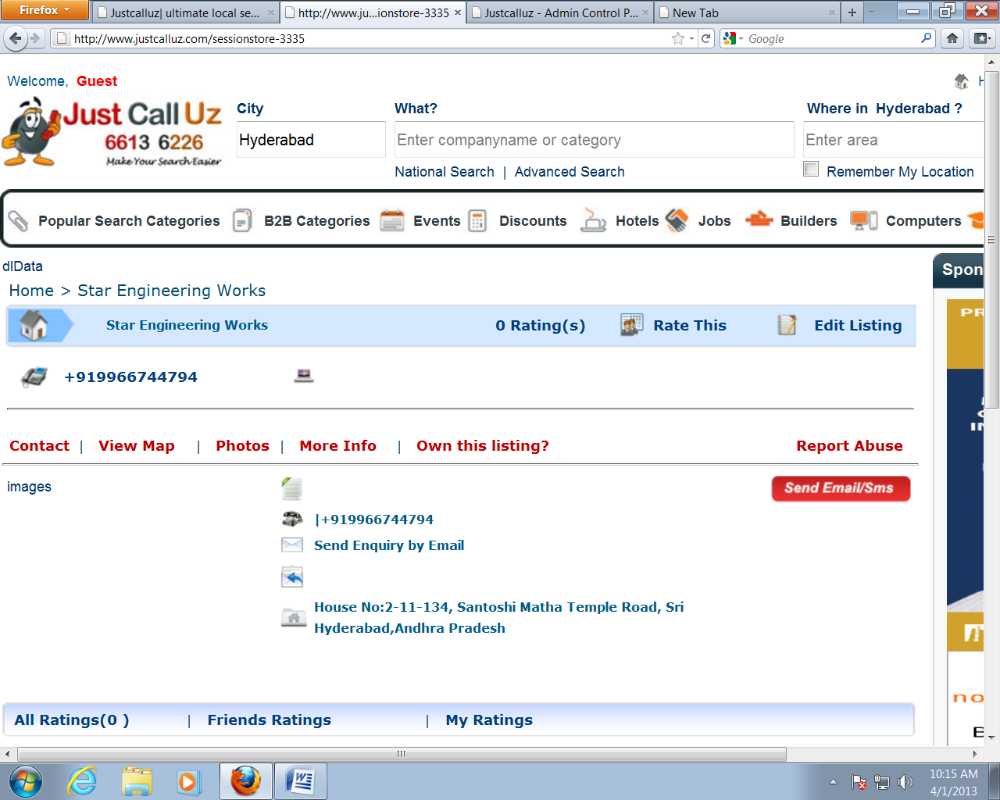 Firefox
Justcalluz| ultimate local se...
http://www.ju...ionstore-3335
Justcalluz - Admin Control P...
New Tab
http://www.justcalluz.com/sessionstore-3335
Google
Welcome, Guest
H
Just Call Uz
6613 6226
Make Your Search Easier
City
What?
Where in Hyderabad ?
Hyderabad
Enter companyname or category
Enter area
National Search | Advanced Search
Remember My Location
Popular Search Categories
B2B Categories
Events
Discounts
Hotels
Jobs
Builders
Computers
dlData
Spon
Home > Star Engineering Works
PR
Star Engineering Works
0 Rating(s)
Rate This
Edit Listing
+919966744794
IN
Contact | View Map | Photos | More Info | Own this listing?
Report Abuse
images
Send Email/Sms
|+919966744794
Send Enquiry by Email
House No:2-11-134, Santoshi Matha Temple Road, Sri
Hyderabad,Andhra Pradesh
no
All Ratings(0 ) | Friends Ratings | My Ratings
B
10:15 AM
4/1/2013